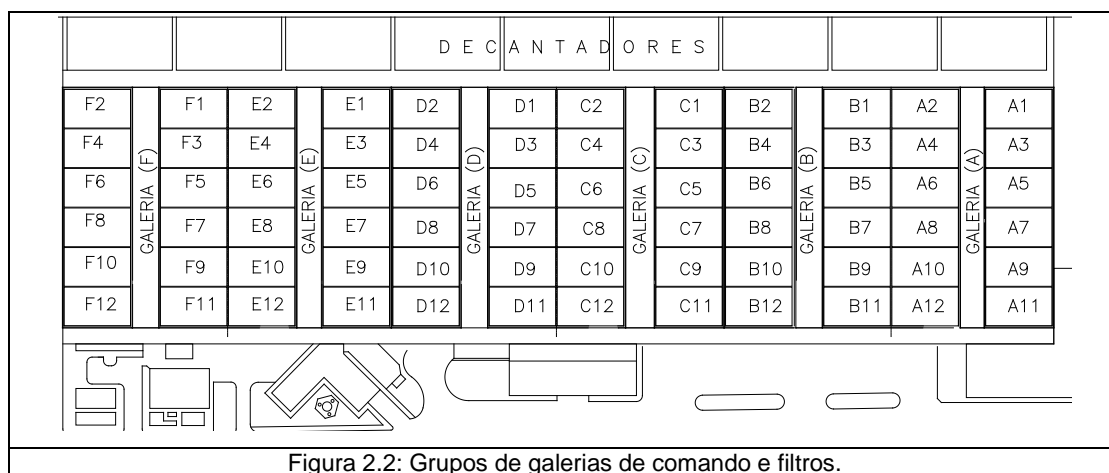 DECANTADORES
F2 F1 E2 E1 D2 D1 C2 C1 B2 B1 A2 A1
F4 F3 E4 E3 D4 D3 C4 C3 B4 B3 A4 A3
F6 F5 E6 E5 D6 D5 C6 C5 B6 B5 A6 A5
F8 F7 E8 E7 D8 D7 C8 C7 B8 B7 A8 A7
F10 F9 E10 E9 D10 D9 C10 C9 B10 B9 A10 A9
F12 F11 E12 E11 D12 D11 C12 C11 B12 B11 A12 A11
GALERIA (F)
GALERIA (E)
GALERIA (D)
GALERIA (C)
GALERIA (B)
GALERIA (A)
Figura 2.2: Grupos de galerias de comando e filtros.